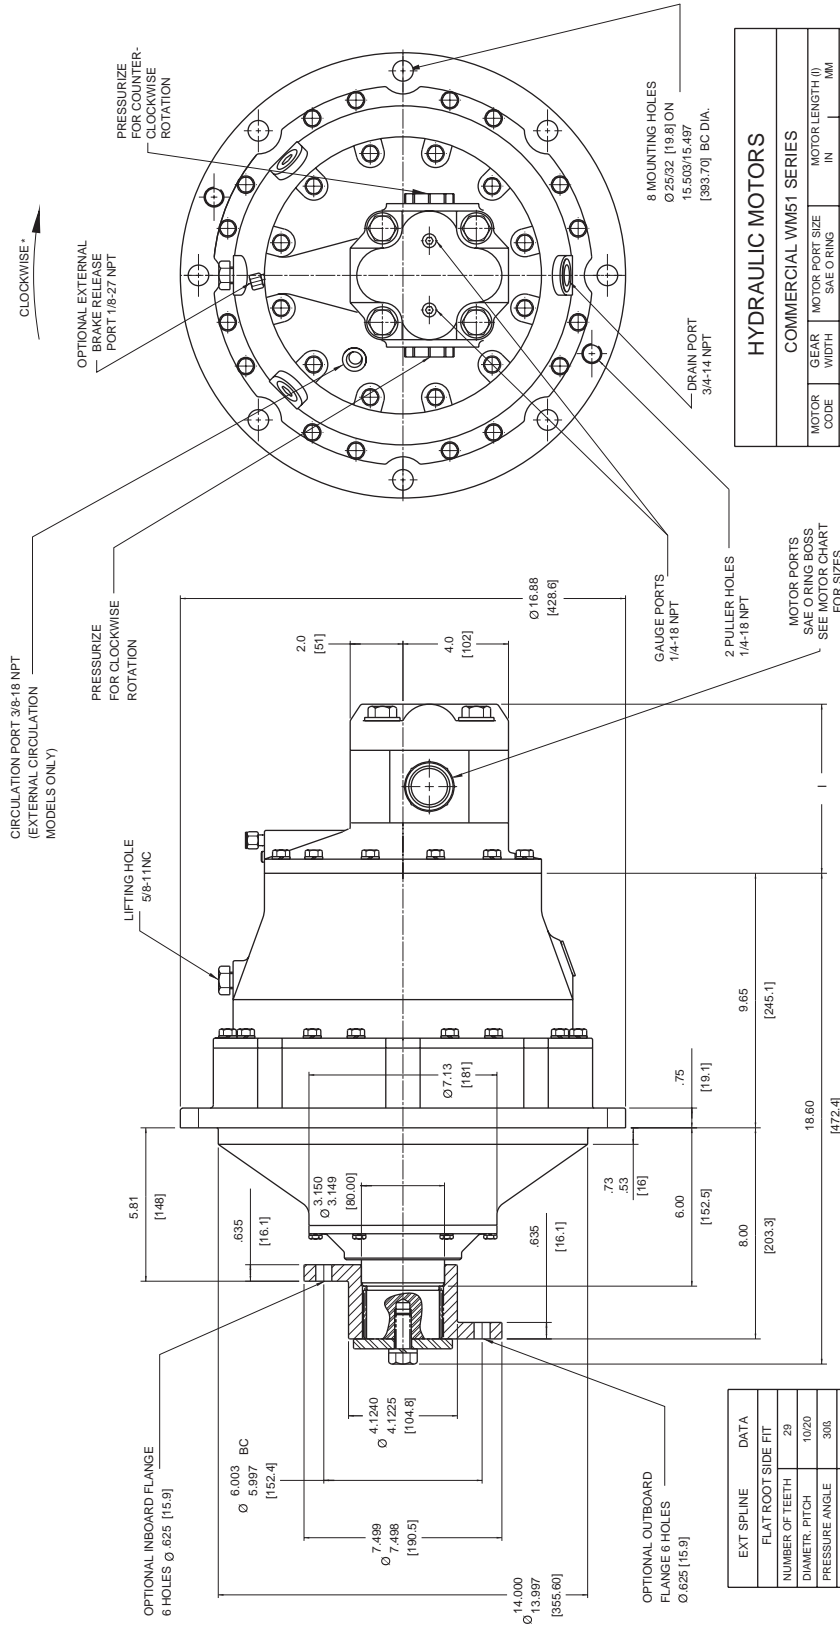 CIRCULATION PORT 3/8-18 NPT
(EXTERNAL CIRCULATION
MODELS ONLY)
CLOCKWISE *
OPTIONAL EXTERNAL
BRAKE RELEASE
PORT 1/8-27 NPT
PRESSURIZE
FOR COUNTER-
CLOCKWISE
ROTATION
PRESSURIZE
FOR CLOCKWISE
ROTATION
LIFTING HOLE
5/8-11NC
8 MOUNTING HOLES
Ø 25/32 [19.8] ON
15.503/15.497
[393.70] BC DIA.
DRAIN PORT
3/4-14 NPT
GAUGE PORTS
1/4-18 NPT
2 PULLER HOLES
1/4-18 NPT
MOTOR PORTS
SAE O RING BOSS
SEE MOTOR CHART
FOR SIZES
OPTIONAL INBOARD FLANGE
6 HOLES Ø .625 [15.9]
OPTIONAL OUTBOARD
FLANGE 6 HOLES
Ø.625 [15.9]
5.81
[148]
.635
[16.1]
Ø 3.150
3.149
[80.00]
Ø 7.13
[181]
2.0
[51]
4.0
[102]
Ø 16.88
[428.6]
Ø 6.003 BC
5.997
[152.4]
Ø 4.1240
4.1225
[104.8]
Ø 7.499
7.498
[190.5]
14.000
Ø 13.997
[355.60]
.635
[16.1]
.73
.53
[16]
.75
[19.1]
6.00
[152.5]
8.00
[203.3]
9.65
[245.1]
18.60
[472.4]
I
EXT SPLINE DATA
FLAT ROOT SIDE FIT
NUMBER OF TEETH 29
DIAMETR. PITCH 10/20
PRESSURE ANGLE 30ß
HYDRAULIC MOTORS
COMMERCIAL WM51 SERIES
MOTOR CODE
GEAR WIDTH
MOTOR PORT SIZE
SAE O RING
MOTOR LENGTH (I)
IN MM